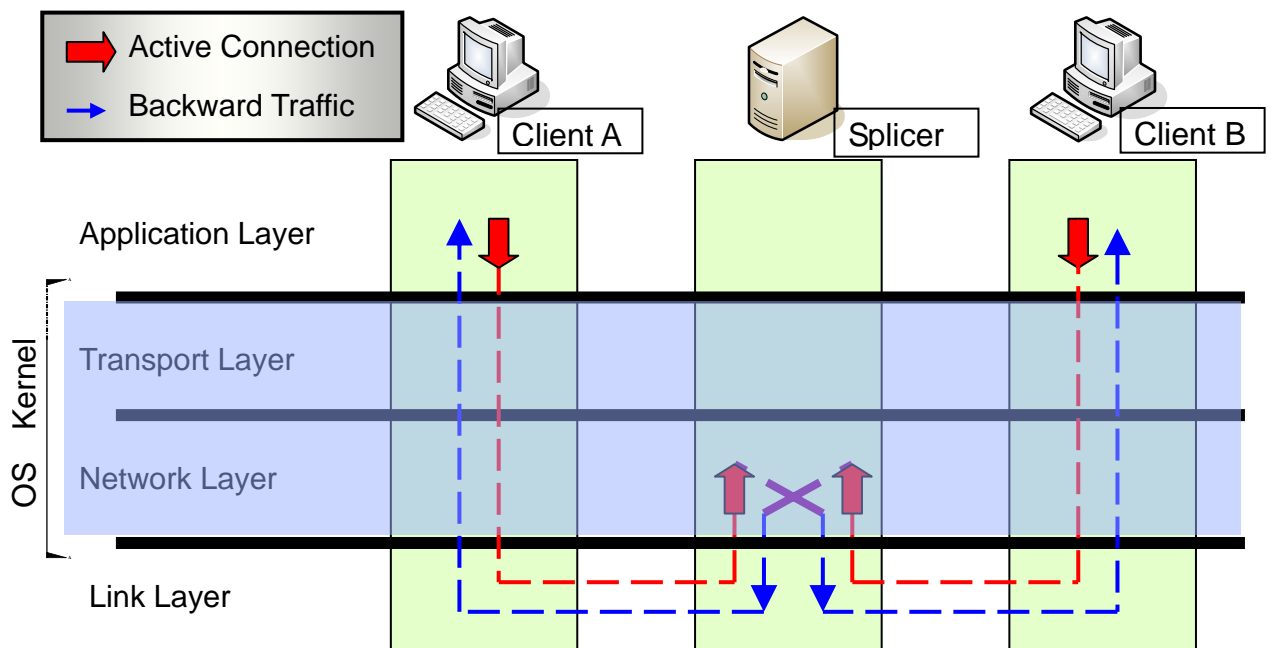 Active Connection
Backward Traffic
Client A
Splicer
Client B
Application Layer
Transport Layer
Network Layer
Link Layer
OS Kernel